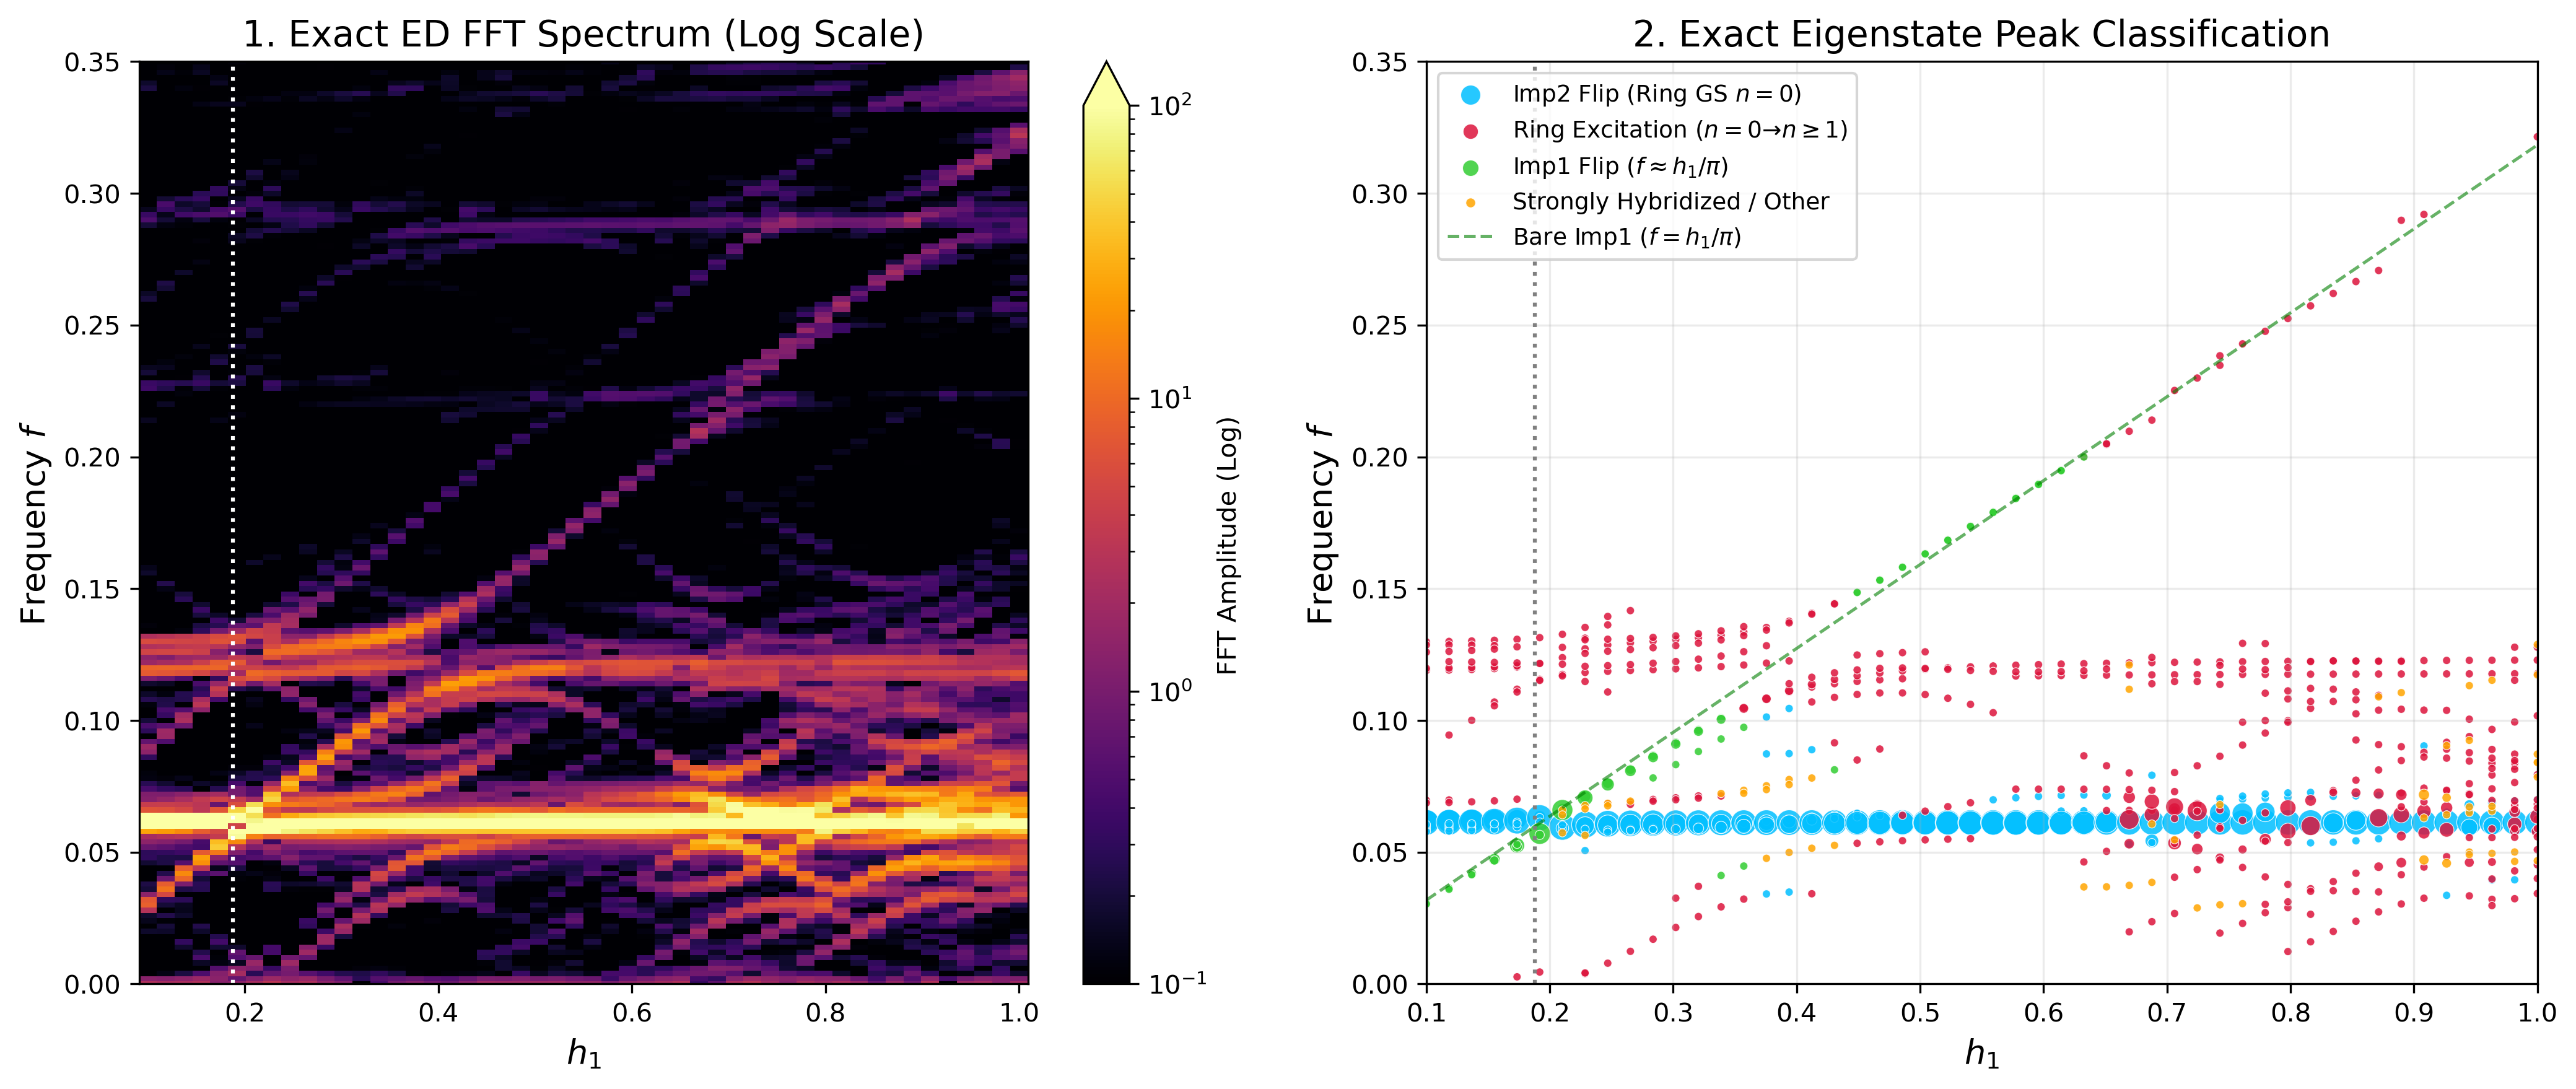 1. Exact ED FFT Spectrum (Log Scale)
0.35
0.30
0.25
0.20
0.15
0.10
0.05
0.00
Frequency f
0.2
0.4
0.6
0.8
1.0
h₁
10²
10¹
10⁰
10⁻¹
FFT Amplitude (Log)
2. Exact Eigenstate Peak Classification
Imp2 Flip (Ring GS n = 0)
Ring Excitation (n = 0→n ≥ 1)
Imp1 Flip (f ≈ h₁/π)
Strongly Hybridized / Other
Bare Imp1 (f = h₁/π)
0.35
0.30
0.25
0.20
0.15
0.10
0.05
0.00
Frequency f
0.1
0.2
0.3
0.4
0.5
0.6
0.7
0.8
0.9
1.0
h₁